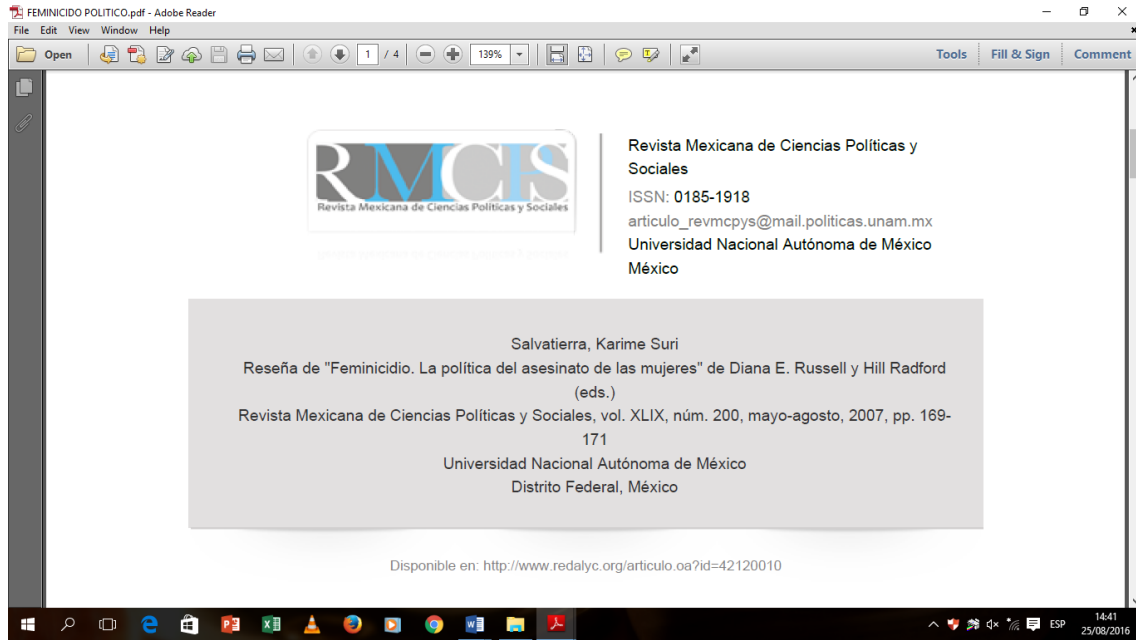 FEMINICIDO POLITICO.pdf - Adobe Reader
File Edit View Window Help
Open 1 / 4 139% Tools Fill & Sign Comment
RMCPS
Revista Mexicana de Ciencias Políticas y Sociales
Revista Mexicana de Ciencias Políticas y
Sociales
ISSN: 0185-1918
articulo_revmcpys@mail.politicas.unam.mx
Universidad Nacional Autónoma de México
México
Salvatierra, Karime Suri
Reseña de "Feminicidio. La política del asesinato de las mujeres" de Diana E. Russell y Hill Radford
(eds.)
Revista Mexicana de Ciencias Políticas y Sociales, vol. XLIX, núm. 200, mayo-agosto, 2007, pp. 169-
171
Universidad Nacional Autónoma de México
Distrito Federal, México
Disponible en: http://www.redalyc.org/articulo.oa?id=42120010
ESP
14:41
25/08/2016